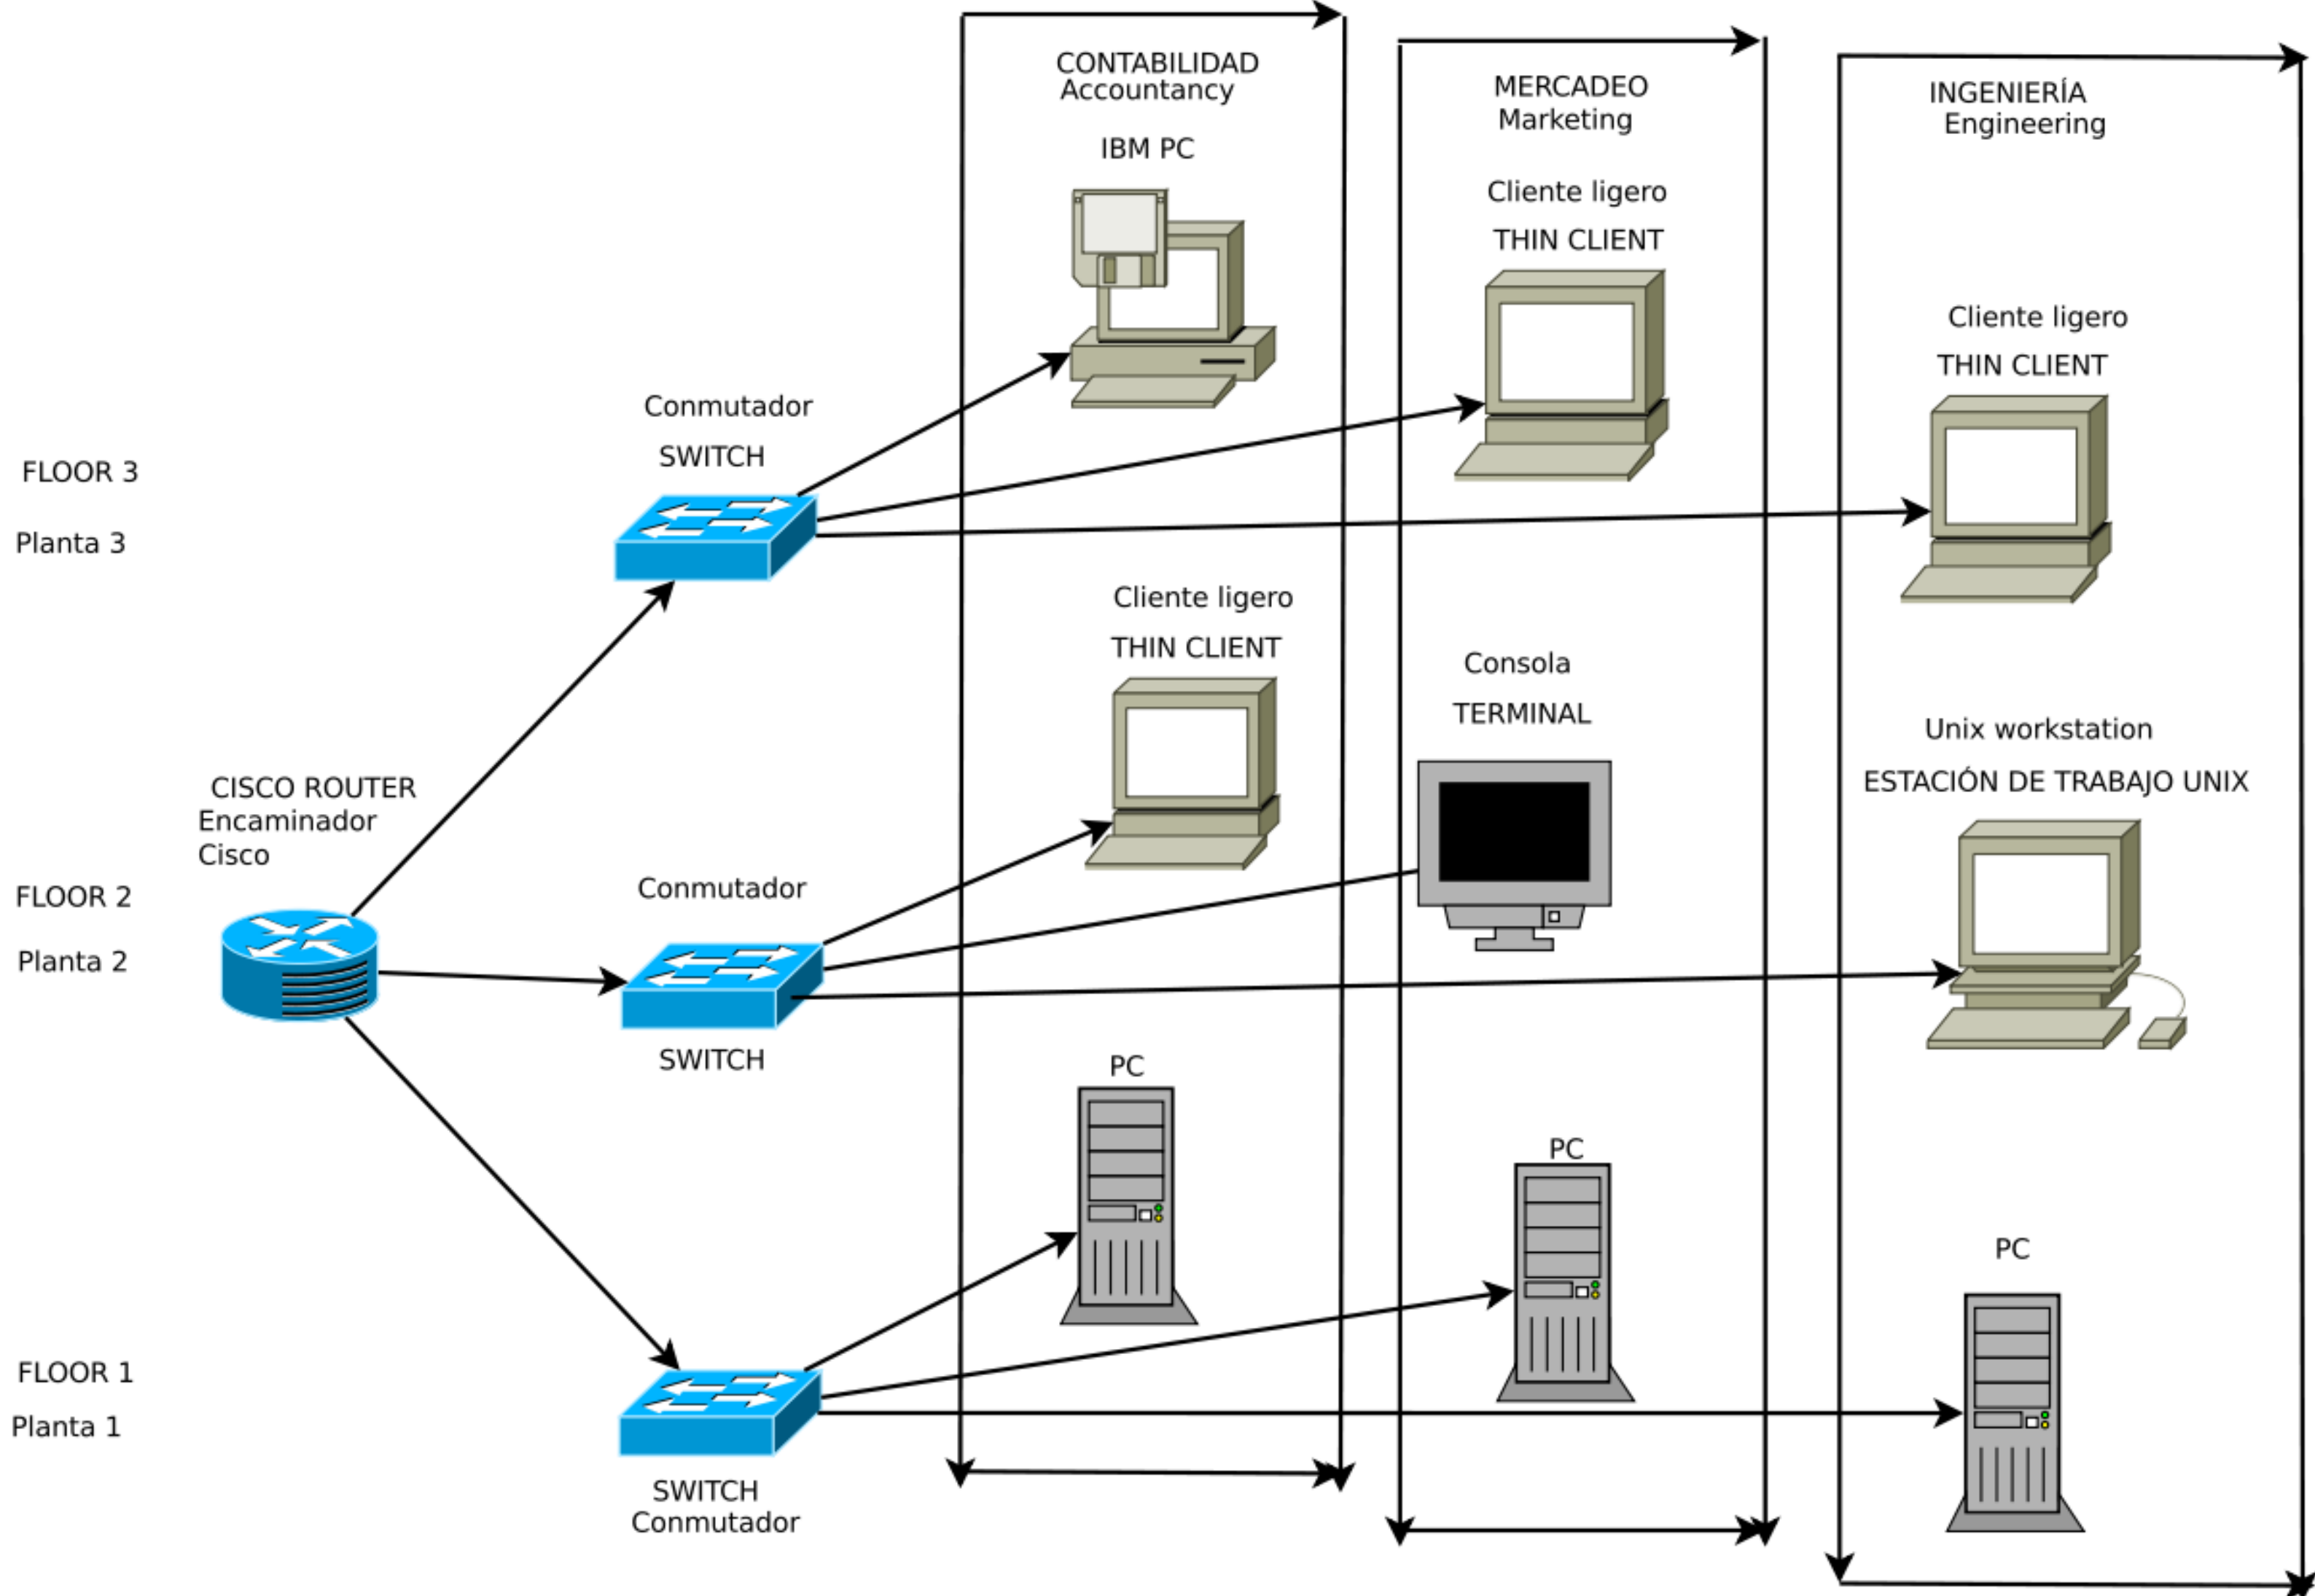 CONTABILIDAD
Accountancy
IBM PC
MERCADEO
Marketing
Cliente ligero
THIN CLIENT
INGENIERÍA
Engineering
Cliente ligero
THIN CLIENT
Conmutador
SWITCH
FLOOR 3
Planta 3
Cliente ligero
THIN CLIENT
Consola
TERMINAL
Unix workstation
ESTACIÓN DE TRABAJO UNIX
CISCO ROUTER
Encaminador
Cisco
FLOOR 2
Planta 2
Conmutador
SWITCH
PC
PC
PC
FLOOR 1
Planta 1
SWITCH
Conmutador